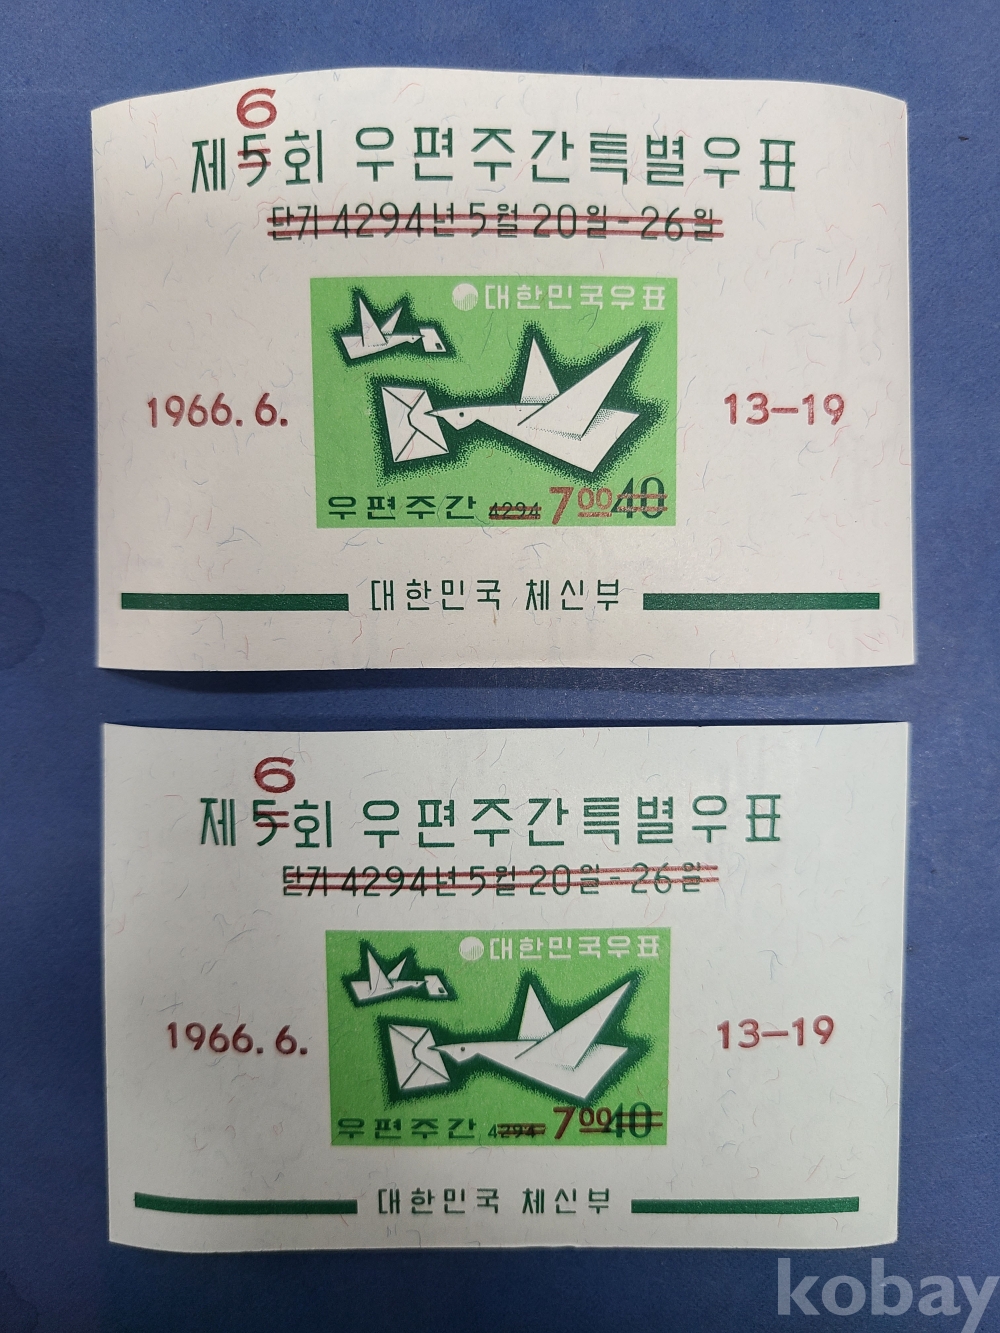 6
제5회 우편주간특별우표
단기 4294년 5월 20일-26일
대한민국우표
1966. 6. 13-19
우편주간 4294 7 00 40
대한민국 체신부
6
제5회 우편주간특별우표
단기 4294년 5월 20일-26일
대한민국우표
1966. 6. 13-19
우편주간 4294 7 00 40
대한민국 체신부
kobay